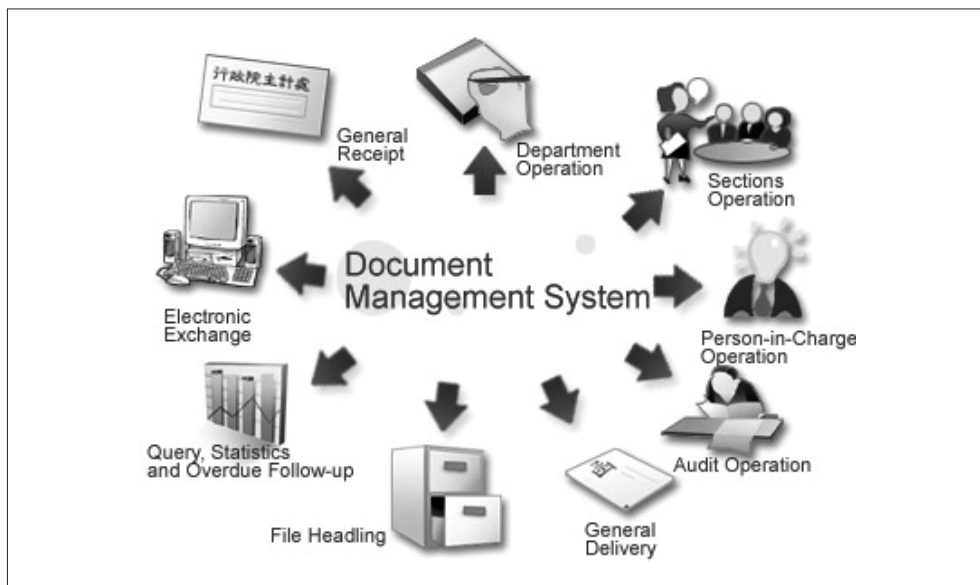 行政院主計處
General
Receipt
Department
Operation
Sections
Operation
Document
Management System
Electronic
Exchange
Person-in-Charge
Operation
Query, Statistics
and Overdue Follow-up
Audit Operation
File Headling
General
Delivery